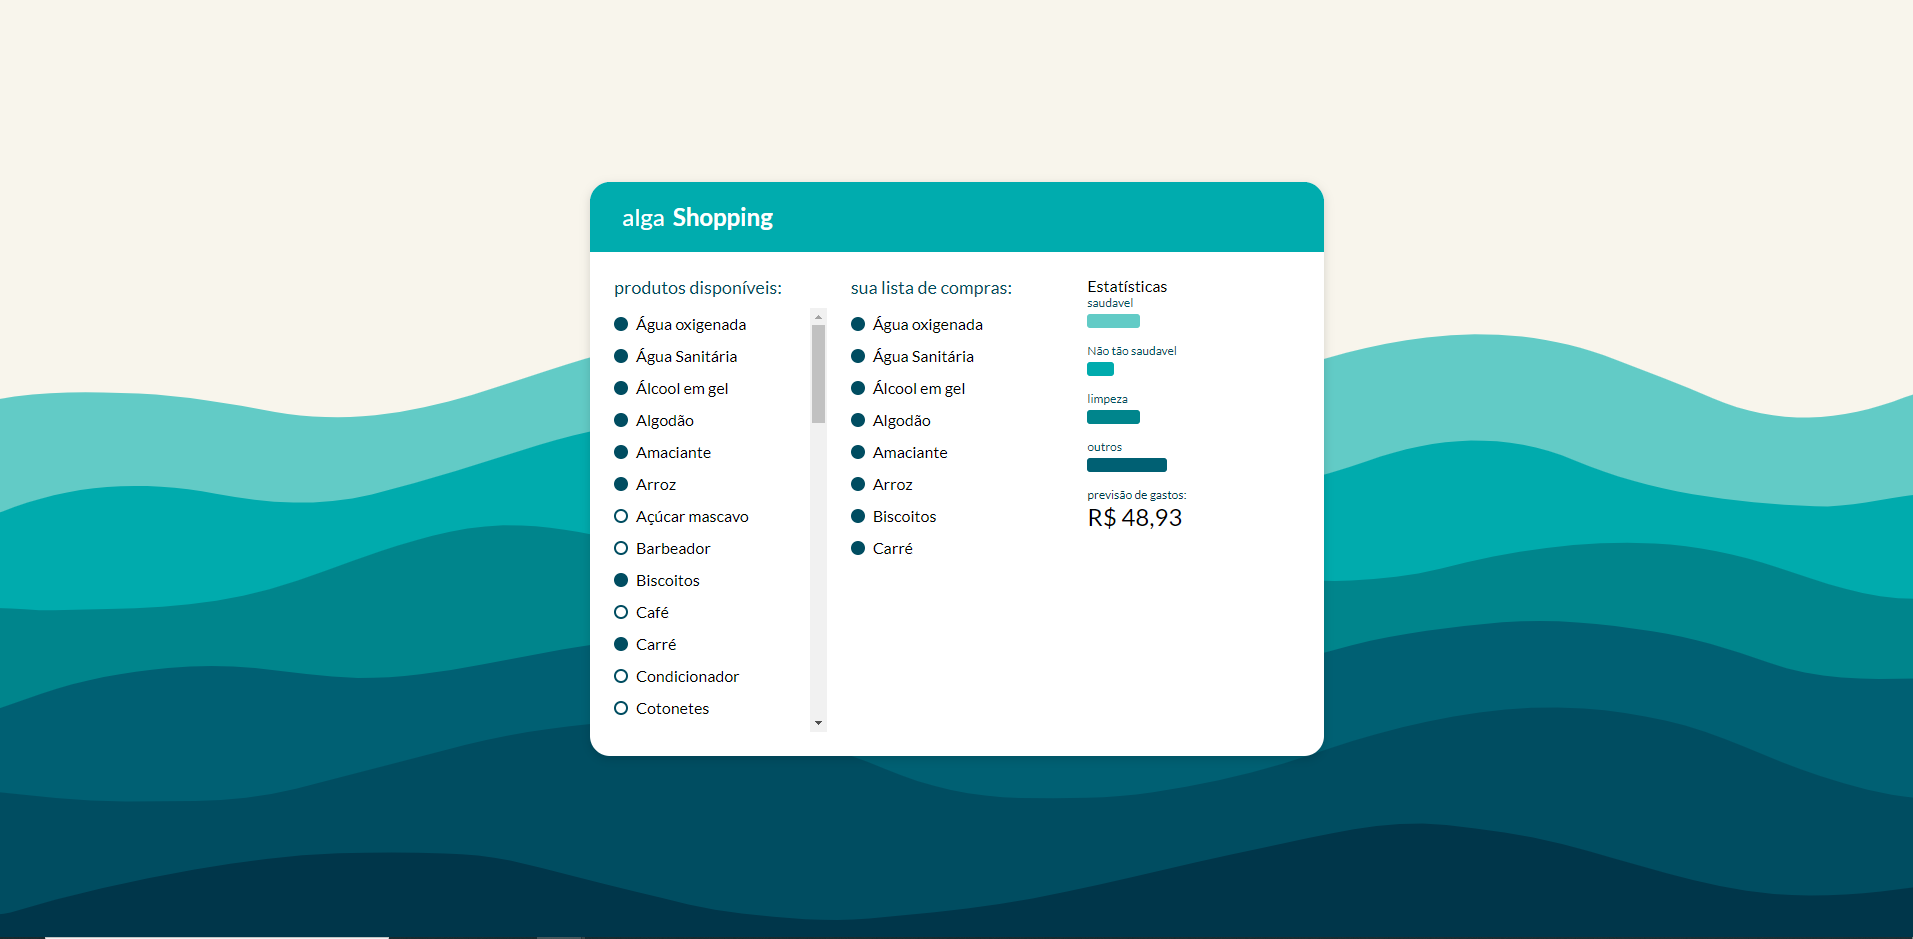 alga Shopping
produtos disponíveis:
Água oxigenada
Água Sanitária
Álcool em gel
Algodão
Amaciante
Arroz
Açúcar mascavo
Barbeador
Biscoitos
Café
Carré
Condicionador
Cotonetes
sua lista de compras:
Água oxigenada
Água Sanitária
Álcool em gel
Algodão
Amaciante
Arroz
Biscoitos
Carré
Estatísticas
saudavel
Não tão saudavel
limpeza
outros
previsão de gastos:
R$ 48,93